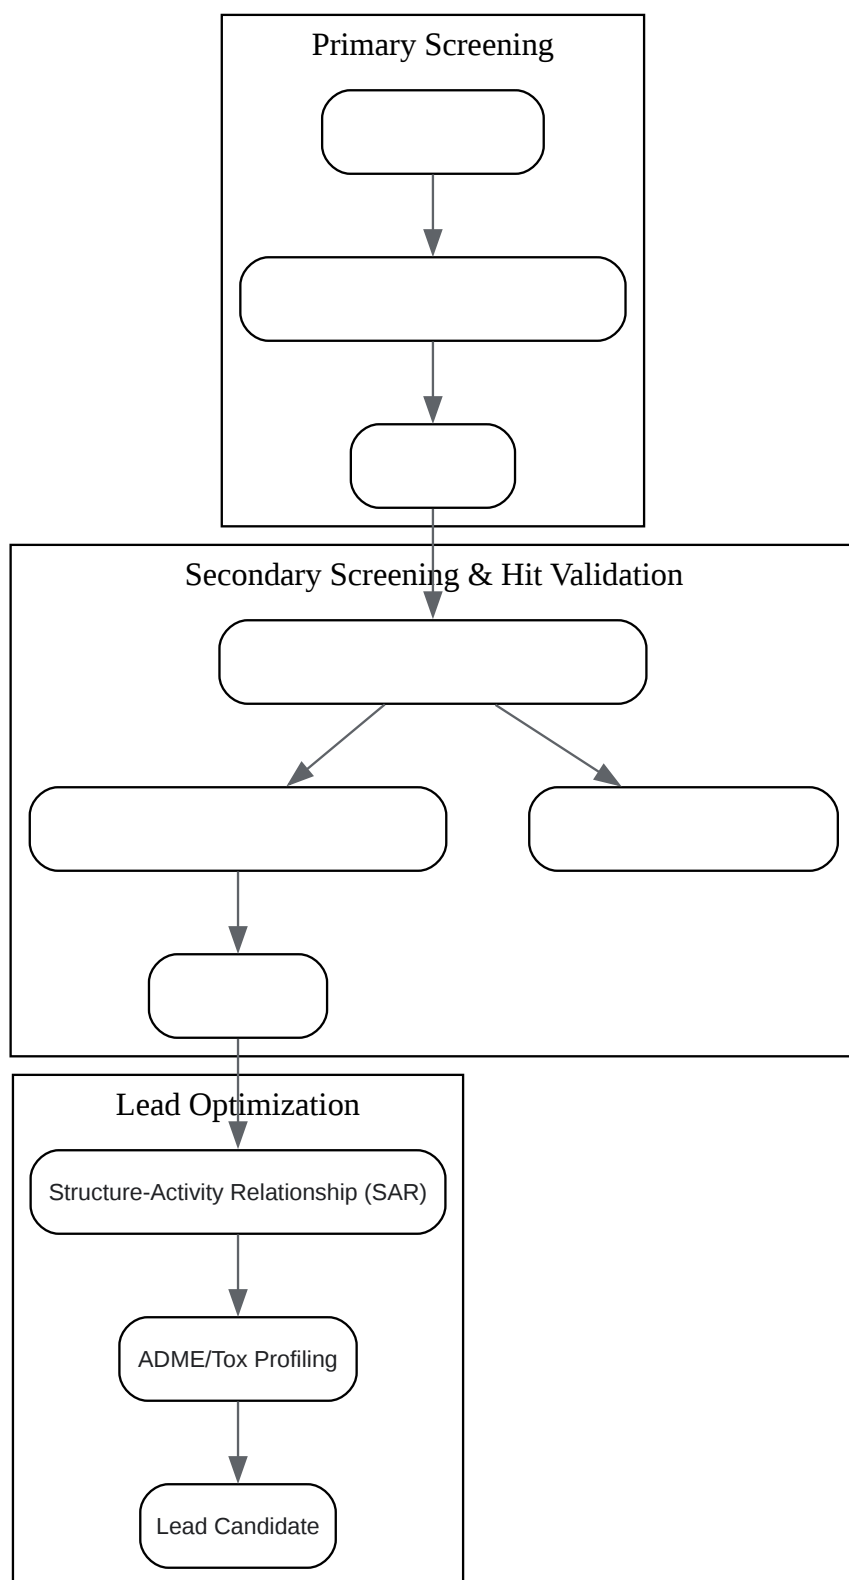 Primary Screening
Secondary Screening & Hit Validation
Lead Optimization
Structure-Activity Relationship (SAR)
ADME/Tox Profiling
Lead Candidate